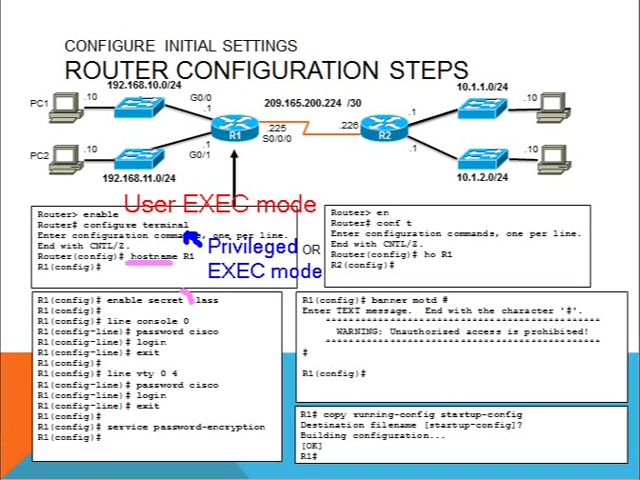 CONFIGURE INITIAL SETTINGS
ROUTER CONFIGURATION STEPS
PC1
.10
192.168.10.0/24
G0/0
.1
209.165.200.224 /30
10.1.1.0/24
.10
.1
R1
.225
S0/0/0
.226
R2
PC2
.10
192.168.11.0/24
.1
G0/1
.1
10.1.2.0/24
.10
User EXEC mode
Router> enable
Router# configure terminal
Enter configuration commands, one per line.
End with CNTL/Z.
Router(config)# hostname R1
R1(config)#
Privileged
EXEC mode
OR
Router> en
Router# conf t
Enter configuration commands, one per line.
End with CNTL/Z.
Router(config)# ho R1
R2(config)#
R1(config)# enable secret class
R1(config)#
R1(config)# line console 0
R1(config-line)# password cisco
R1(config-line)# login
R1(config-line)# exit
R1(config)#
R1(config)# line vty 0 4
R1(config-line)# password cisco
R1(config-line)# login
R1(config-line)# exit
R1(config)#
R1(config)# service password-encryption
R1(config)#
R1(config)# banner motd #
Enter TEXT message. End with the character '#'.
***********************************************
WARNING: Unauthorised access is prohibited!
***********************************************
#
R1(config)#
R1# copy running-config startup-config
Destination filename [startup-config]?
Building configuration...
[OK]
R1#